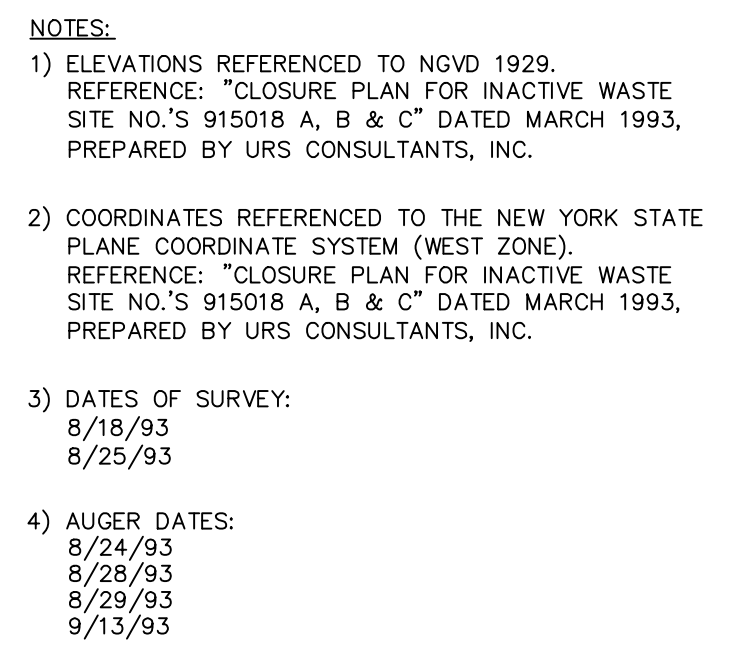 NOTES:
1) ELEVATIONS REFERENCED TO NGVD 1929.
REFERENCE: "CLOSURE PLAN FOR INACTIVE WASTE
SITE NO.'S 915018 A, B & C" DATED MARCH 1993,
PREPARED BY URS CONSULTANTS, INC.
2) COORDINATES REFERENCED TO THE NEW YORK STATE
PLANE COORDINATE SYSTEM (WEST ZONE).
REFERENCE: "CLOSURE PLAN FOR INACTIVE WASTE
SITE NO.'S 915018 A, B & C" DATED MARCH 1993,
PREPARED BY URS CONSULTANTS, INC.
3) DATES OF SURVEY:
8/18/93
8/25/93
4) AUGER DATES:
8/24/93
8/28/93
8/29/93
9/13/93